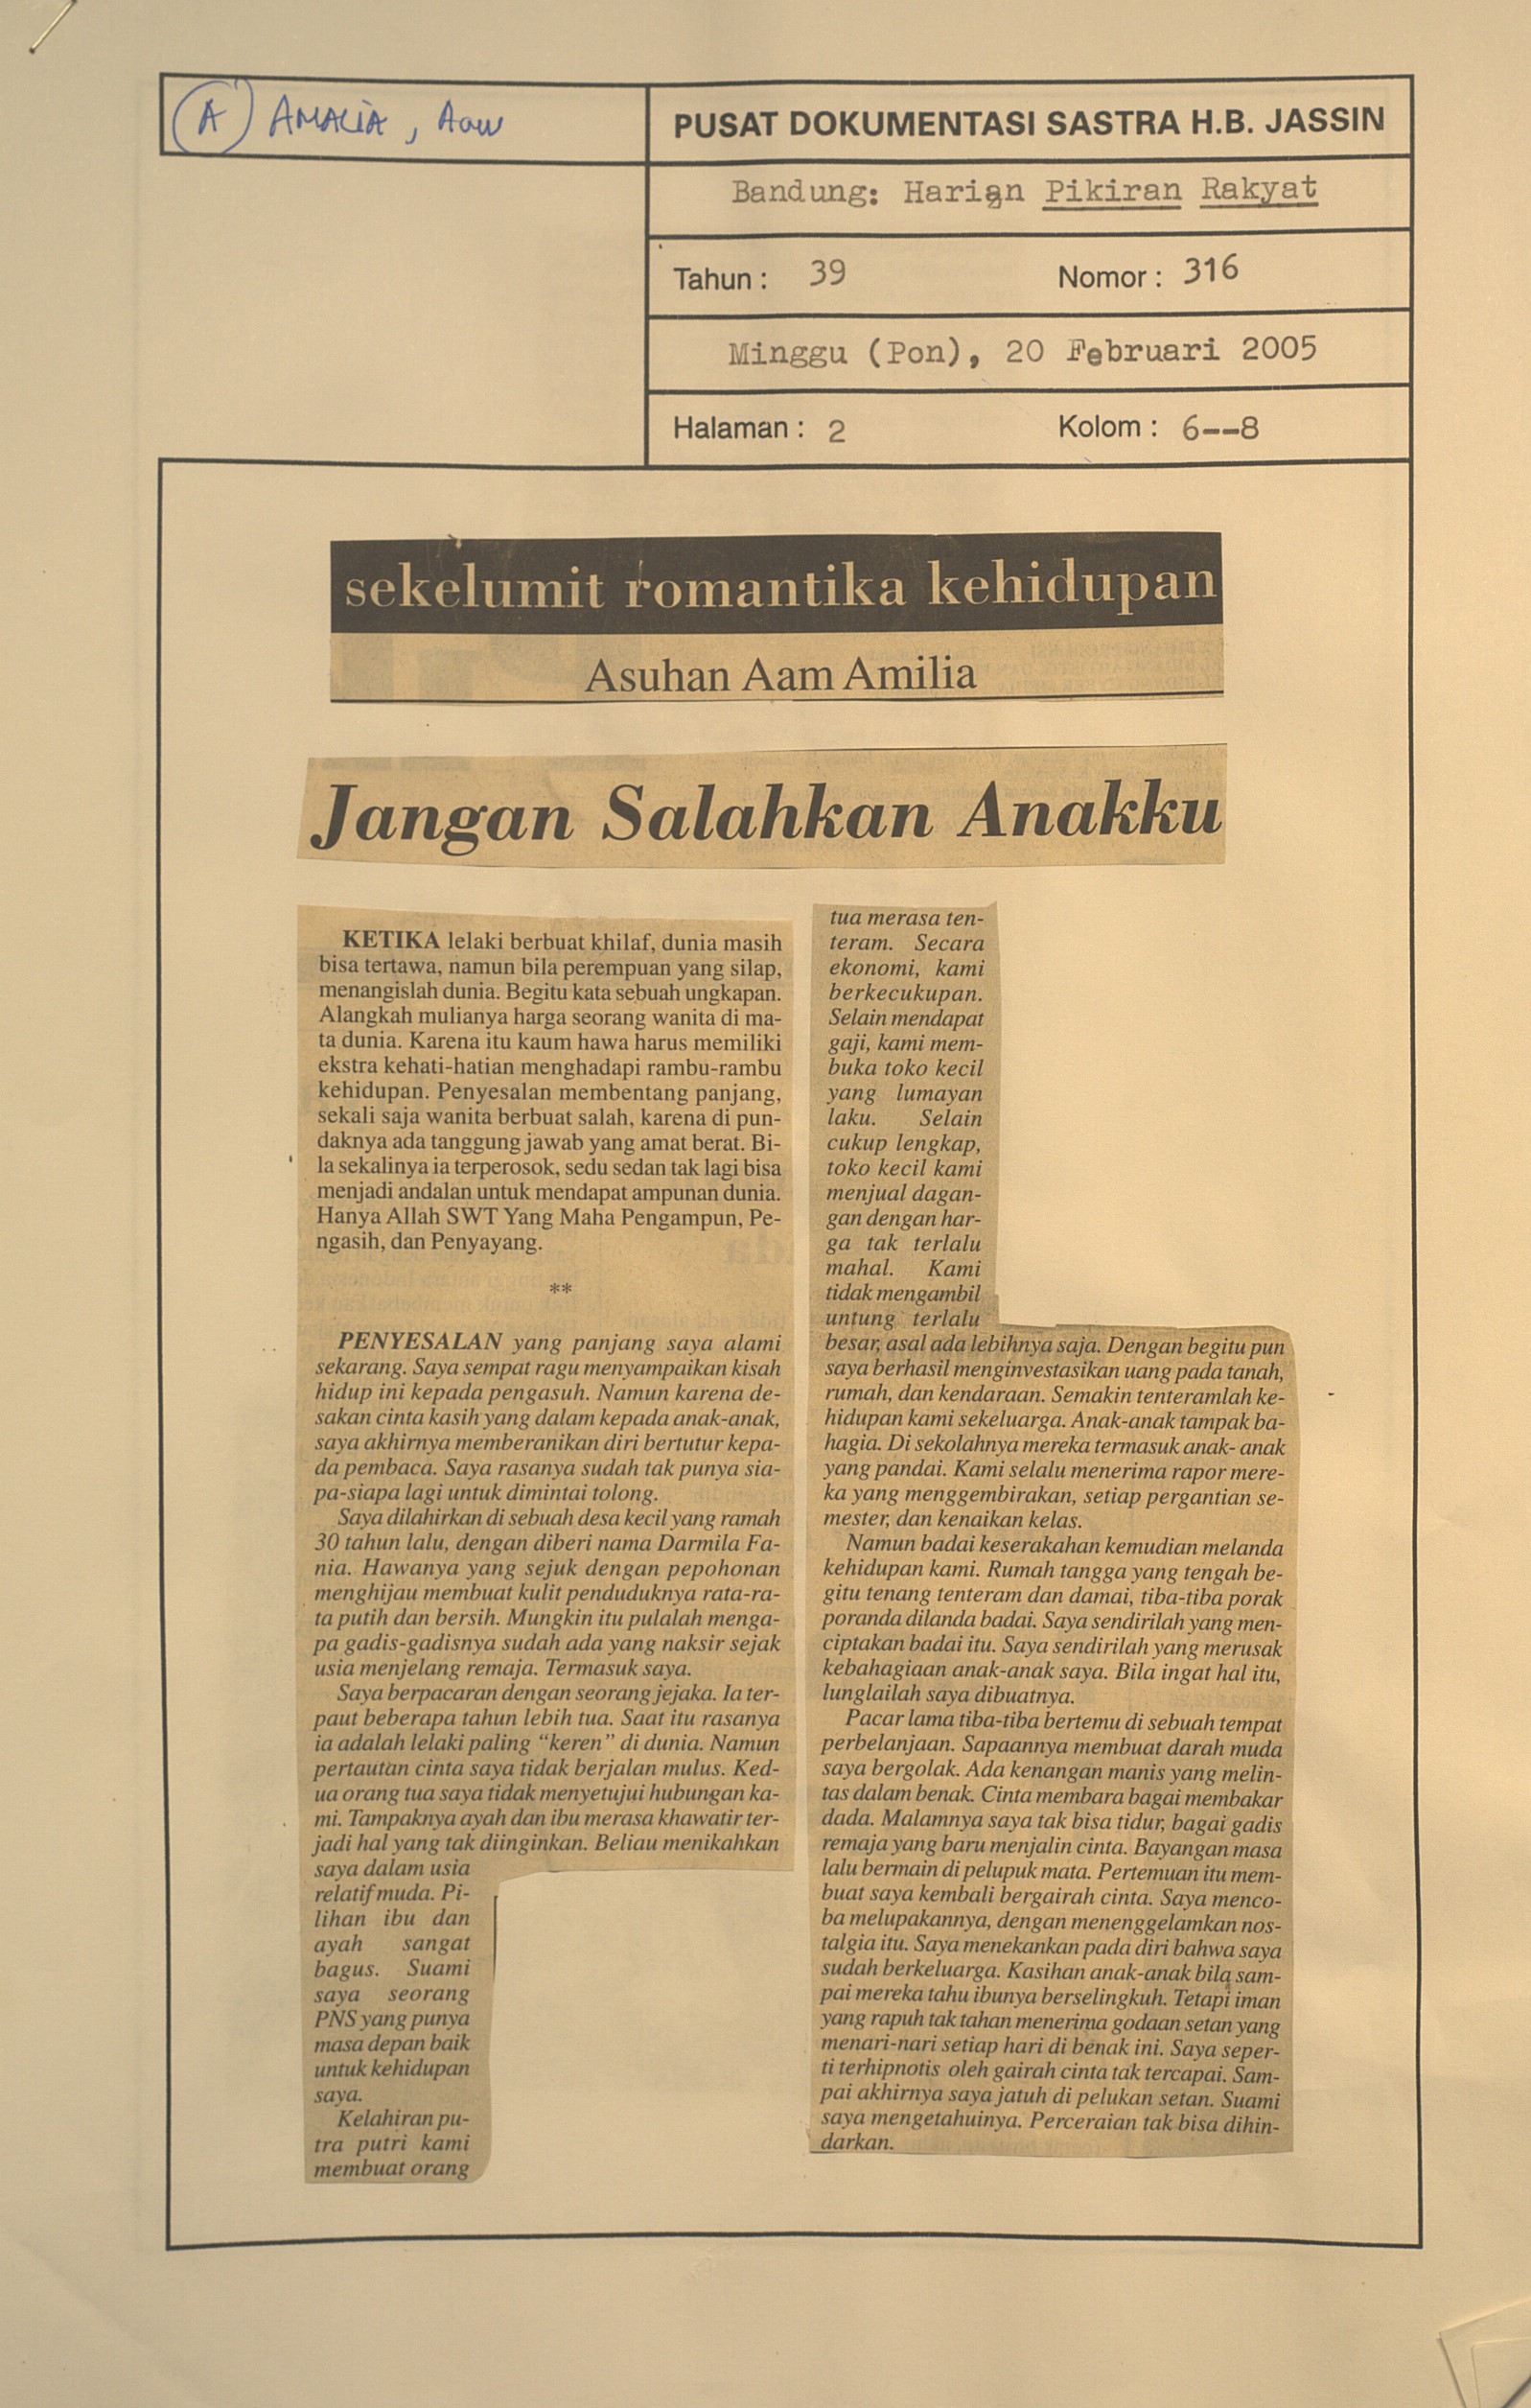 A AMALIA, Aam
PUSAT DOKUMENTASI SASTRA H.B. JASSIN
Bandung: Harian Pikiran Rakyat
Tahun : 39 Nomor : 316
Minggu (Pon), 20 Februari 2005
Halaman : 2 Kolom : 6--8
sekelumit romantika kehidupan
Asuhan Aam Amilia
Jangan Salahkan Anakku
KETIKA lelaki berbuat khilaf, dunia masih
bisa tertawa, namun bila perempuan yang silap,
menangislah dunia. Begitu kata sebuah ungkapan.
Alangkah mulianya harga seorang wanita di ma-
ta dunia. Karena itu kaum hawa harus memiliki
ekstra kehati-hatian menghadapi rambu-rambu
kehidupan. Penyesalan membentang panjang,
sekali saja wanita berbuat salah, karena di pun-
daknya ada tanggung jawab yang amat berat. Bi-
la sekalinya ia terperosok, sedu sedan tak lagi bisa
menjadi andalan untuk mendapat ampunan dunia.
Hanya Allah SWT Yang Maha Pengampun, Pe-
ngasih, dan Penyayang.
**
PENYESALAN yang panjang saya alami
sekarang. Saya sempat ragu menyampaikan kisah
hidup ini kepada pengasuh. Namun karena de-
sakan cinta kasih yang dalam kepada anak-anak,
saya akhirnya memberanikan diri bertutur kepa-
da pembaca. Saya rasanya sudah tak punya sia-
pa-siapa lagi untuk dimintai tolong.
Saya dilahirkan di sebuah desa kecil yang ramah
30 tahun lalu, dengan diberi nama Darmila Fa-
nia. Hawanya yang sejuk dengan pepohonan
menghijau membuat kulit penduduknya rata-ra-
ta putih dan bersih. Mungkin itu pulalah menga-
pa gadis-gadisnya sudah ada yang naksir sejak
usia menjelang remaja. Termasuk saya.
Saya berpacaran dengan seorang jejaka. Ia ter-
paut beberapa tahun lebih tua. Saat itu rasanya
ia adalah lelaki paling “keren” di dunia. Namun
pertautan cinta saya tidak berjalan mulus. Ked-
ua orang tua saya tidak menyetujui hubungan ka-
mi. Tampaknya ayah dan ibu merasa khawatir ter-
jadi hal yang tak diinginkan. Beliau menikahkan
saya dalam usia
relatif muda. Pi-
lihan ibu dan
ayah sangat
bagus. Suami
saya seorang
PNS yang punya
masa depan baik
untuk kehidupan
saya.
Kelahiran pu-
tra putri kami
membuat orang
tua merasa ten-
teram. Secara
ekonomi, kami
berkecukupan.
Selain mendapat
gaji, kami mem-
buka toko kecil
yang lumayan
laku. Selain
cukup lengkap,
toko kecil kami
menjual dagan-
gan dengan har-
ga tak terlalu
mahal. Kami
tidak mengambil
untung terlalu
besar, asal ada lebihnya saja. Dengan begitu pun
saya berhasil menginvestasikan uang pada tanah,
rumah, dan kendaraan. Semakin tenteramlah ke-
hidupan kami sekeluarga. Anak-anak tampak ba-
hagia. Di sekolahnya mereka termasuk anak- anak
yang pandai. Kami selalu menerima rapor mere-
ka yang menggembirakan, setiap pergantian se-
mester, dan kenaikan kelas.
Namun badai keserakahan kemudian melanda
kehidupan kami. Rumah tangga yang tengah be-
gitu tenang tenteram dan damai, tiba-tiba porak
poranda dilanda badai. Saya sendirilah yang men-
ciptakan badai itu. Saya sendirilah yang merusak
kebahagiaan anak-anak saya. Bila ingat hal itu,
lunglailah saya dibuatnya.
Pacar lama tiba-tiba bertemu di sebuah tempat
perbelanjaan. Sapaannya membuat darah muda
saya bergolak. Ada kenangan manis yang melin-
tas dalam benak. Cinta membara bagai membakar
dada. Malamnya saya tak bisa tidur, bagai gadis
remaja yang baru menjalin cinta. Bayangan masa
lalu bermain di pelupuk mata. Pertemuan itu mem-
buat saya kembali bergairah cinta. Saya menco-
ba melupakannya, dengan menenggelamkan nos-
talgia itu. Saya menekankan pada diri bahwa saya
sudah berkeluarga. Kasihan anak-anak bila sam-
pai mereka tahu ibunya berselingkuh. Tetapi iman
yang rapuh tak tahan menerima godaan setan yang
menari-nari setiap hari di benak ini. Saya seper-
ti terhipnotis oleh gairah cinta tak tercapai. Sam-
pai akhirnya saya jatuh di pelukan setan. Suami
saya mengetahuinya. Perceraian tak bisa dihin-
darkan.